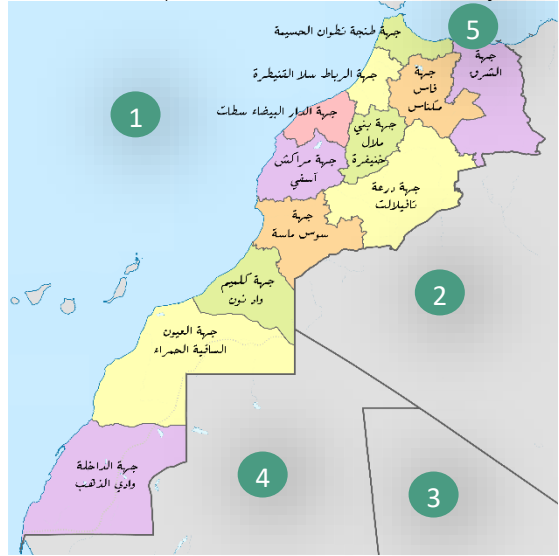 جهة طنجة تطوان الحسيمة
5
جهة
الشرق
جهة الرباط سلا القنيطرة
جهة
فاس
مكناس
1
جهة الدار البيضاء سطات
جهة بني
ملال
خنيفرة
جهة مراكش
آسفي
جهة درعة
تافيلالت
جهة
سوس ماسة
2
جهة كلميم
واد نون
جهة العيون
الساقية الحمراء
جهة الداخلة
وادي الذهب
4
3